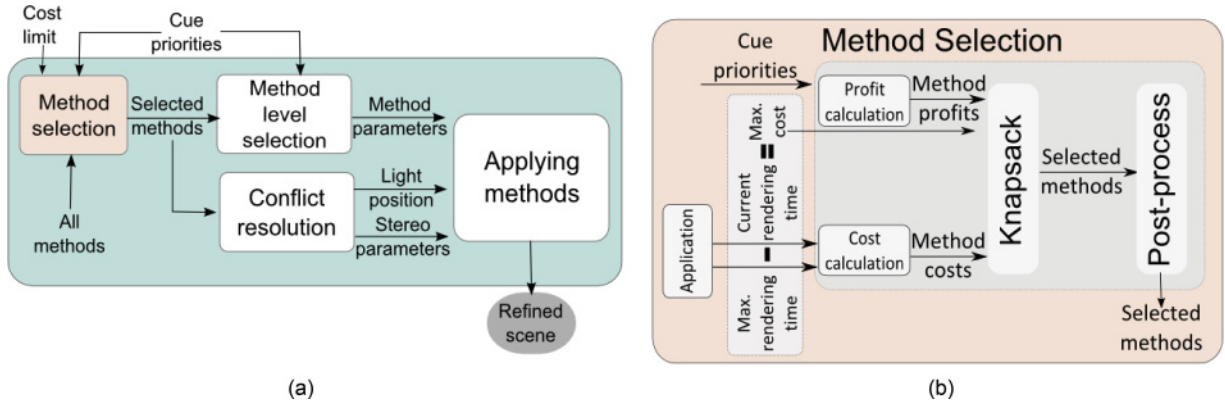 Cost
limit
Cue
priorities
Method
selection
Selected
methods
Method
level
selection
Method
parameters
Applying
methods
Conflict
resolution
Light
position
Stereo
parameters
All
methods
Refined
scene
(a)
Method Selection
Cue
priorities
Profit
calculation
Method
profits
Max.
cost
=
Current
rendering
time
-
Max.
rendering
time
Application
Cost
calculation
Method
costs
Knapsack
Selected
methods
Post-process
Selected
methods
(b)